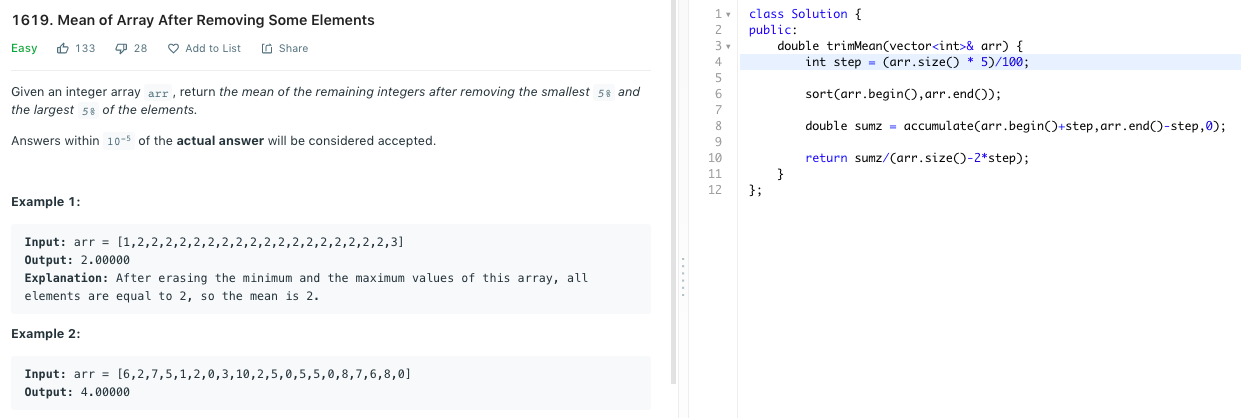 1619. Mean of Array After Removing Some Elements
Easy 133 28 Add to List Share
Given an integer array arr, return the mean of the remaining integers after removing the smallest 5% and
the largest 5% of the elements.
Answers within 10⁻⁵ of the actual answer will be considered accepted.
Example 1:
Input: arr = [1,2,2,2,2,2,2,2,2,2,2,2,2,2,2,2,2,2,2,3]
Output: 2.00000
Explanation: After erasing the minimum and the maximum values of this array, all
elements are equal to 2, so the mean is 2.
Example 2:
Input: arr = [6,2,7,5,1,2,0,3,10,2,5,0,5,5,0,8,7,6,8,0]
Output: 4.00000
1 class Solution {
2 public:
3 double trimMean(vector<int>& arr) {
4 int step = (arr.size() * 5)/100;
5
6 sort(arr.begin(),arr.end());
7
8 double sumz = accumulate(arr.begin()+step,arr.end()-step,0);
9
10 return sumz/(arr.size()-2*step);
11 }
12 };